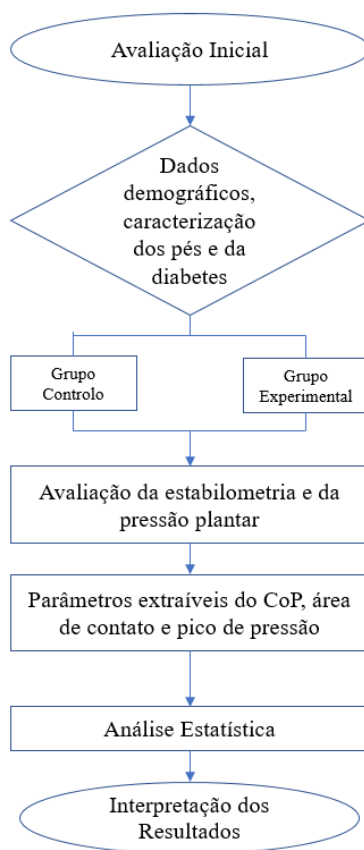 Avaliação Inicial
Dados
demográficos,
caracterização
dos pés e da
diabetes
Grupo
Controlo
Grupo
Experimental
Avaliação da estabilometria e da
pressão plantar
Parâmetros extraíveis do CoP, área
de contato e pico de pressão
Análise Estatística
Interpretação dos
Resultados